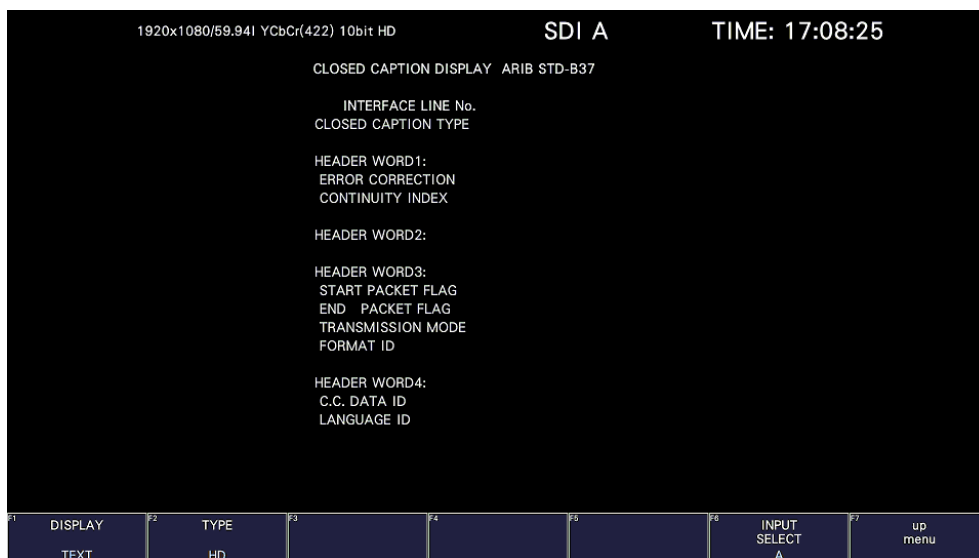 1920x1080/59.94I YCbCr(422) 10bit HD SDI A TIME: 17:08:25
CLOSED CAPTION DISPLAY ARIB STD-B37
INTERFACE LINE No.
CLOSED CAPTION TYPE
HEADER WORD1:
ERROR CORRECTION
CONTINUITY INDEX
HEADER WORD2:
HEADER WORD3:
START PACKET FLAG
END PACKET FLAG
TRANSMISSION MODE
FORMAT ID
HEADER WORD4:
C.C. DATA ID
LANGUAGE ID
F1 DISPLAY TEXT
F2 TYPE HD
F3
F4
F5
F6 INPUT SELECT A
F7 up menu